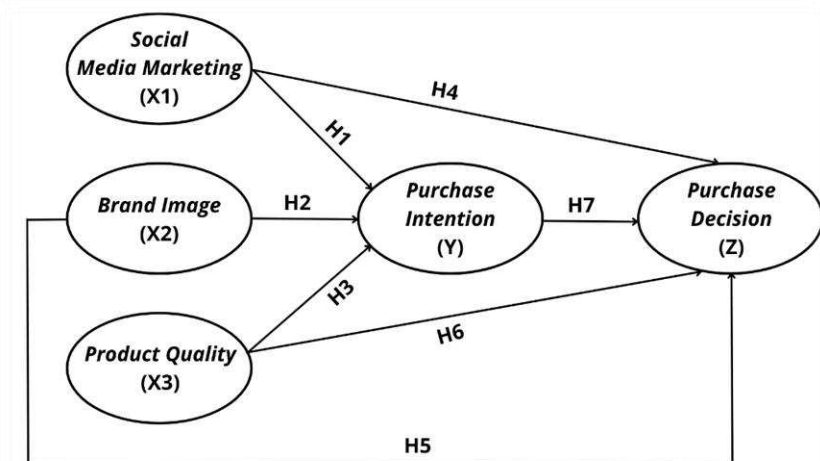 Social
Media Marketing
(X1)
H4
H1
Brand Image
(X2)
H2
Purchase
Intention
(Y)
H7
Purchase
Decision
(Z)
H3
Product Quality
(X3)
H6
H5